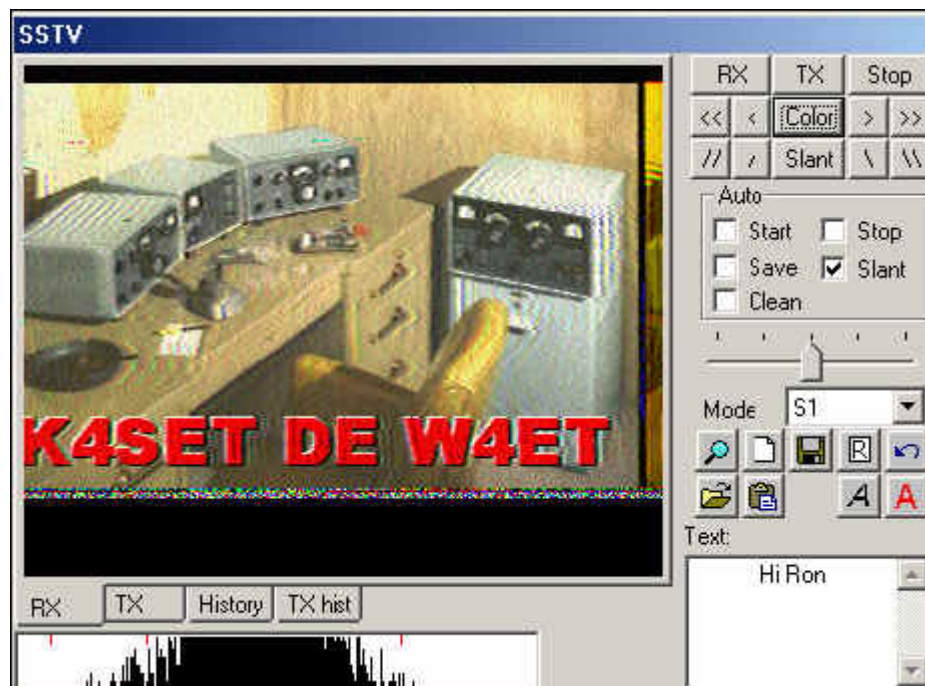 SSTV
RX TX Stop
<< < Color > >>
// / Slant \ \\
Auto
Start Stop
Save Slant
Clean
Mode S1
R
A A
Text:
Hi Ron
K4SET DE W4ET
RX TX History TX hist